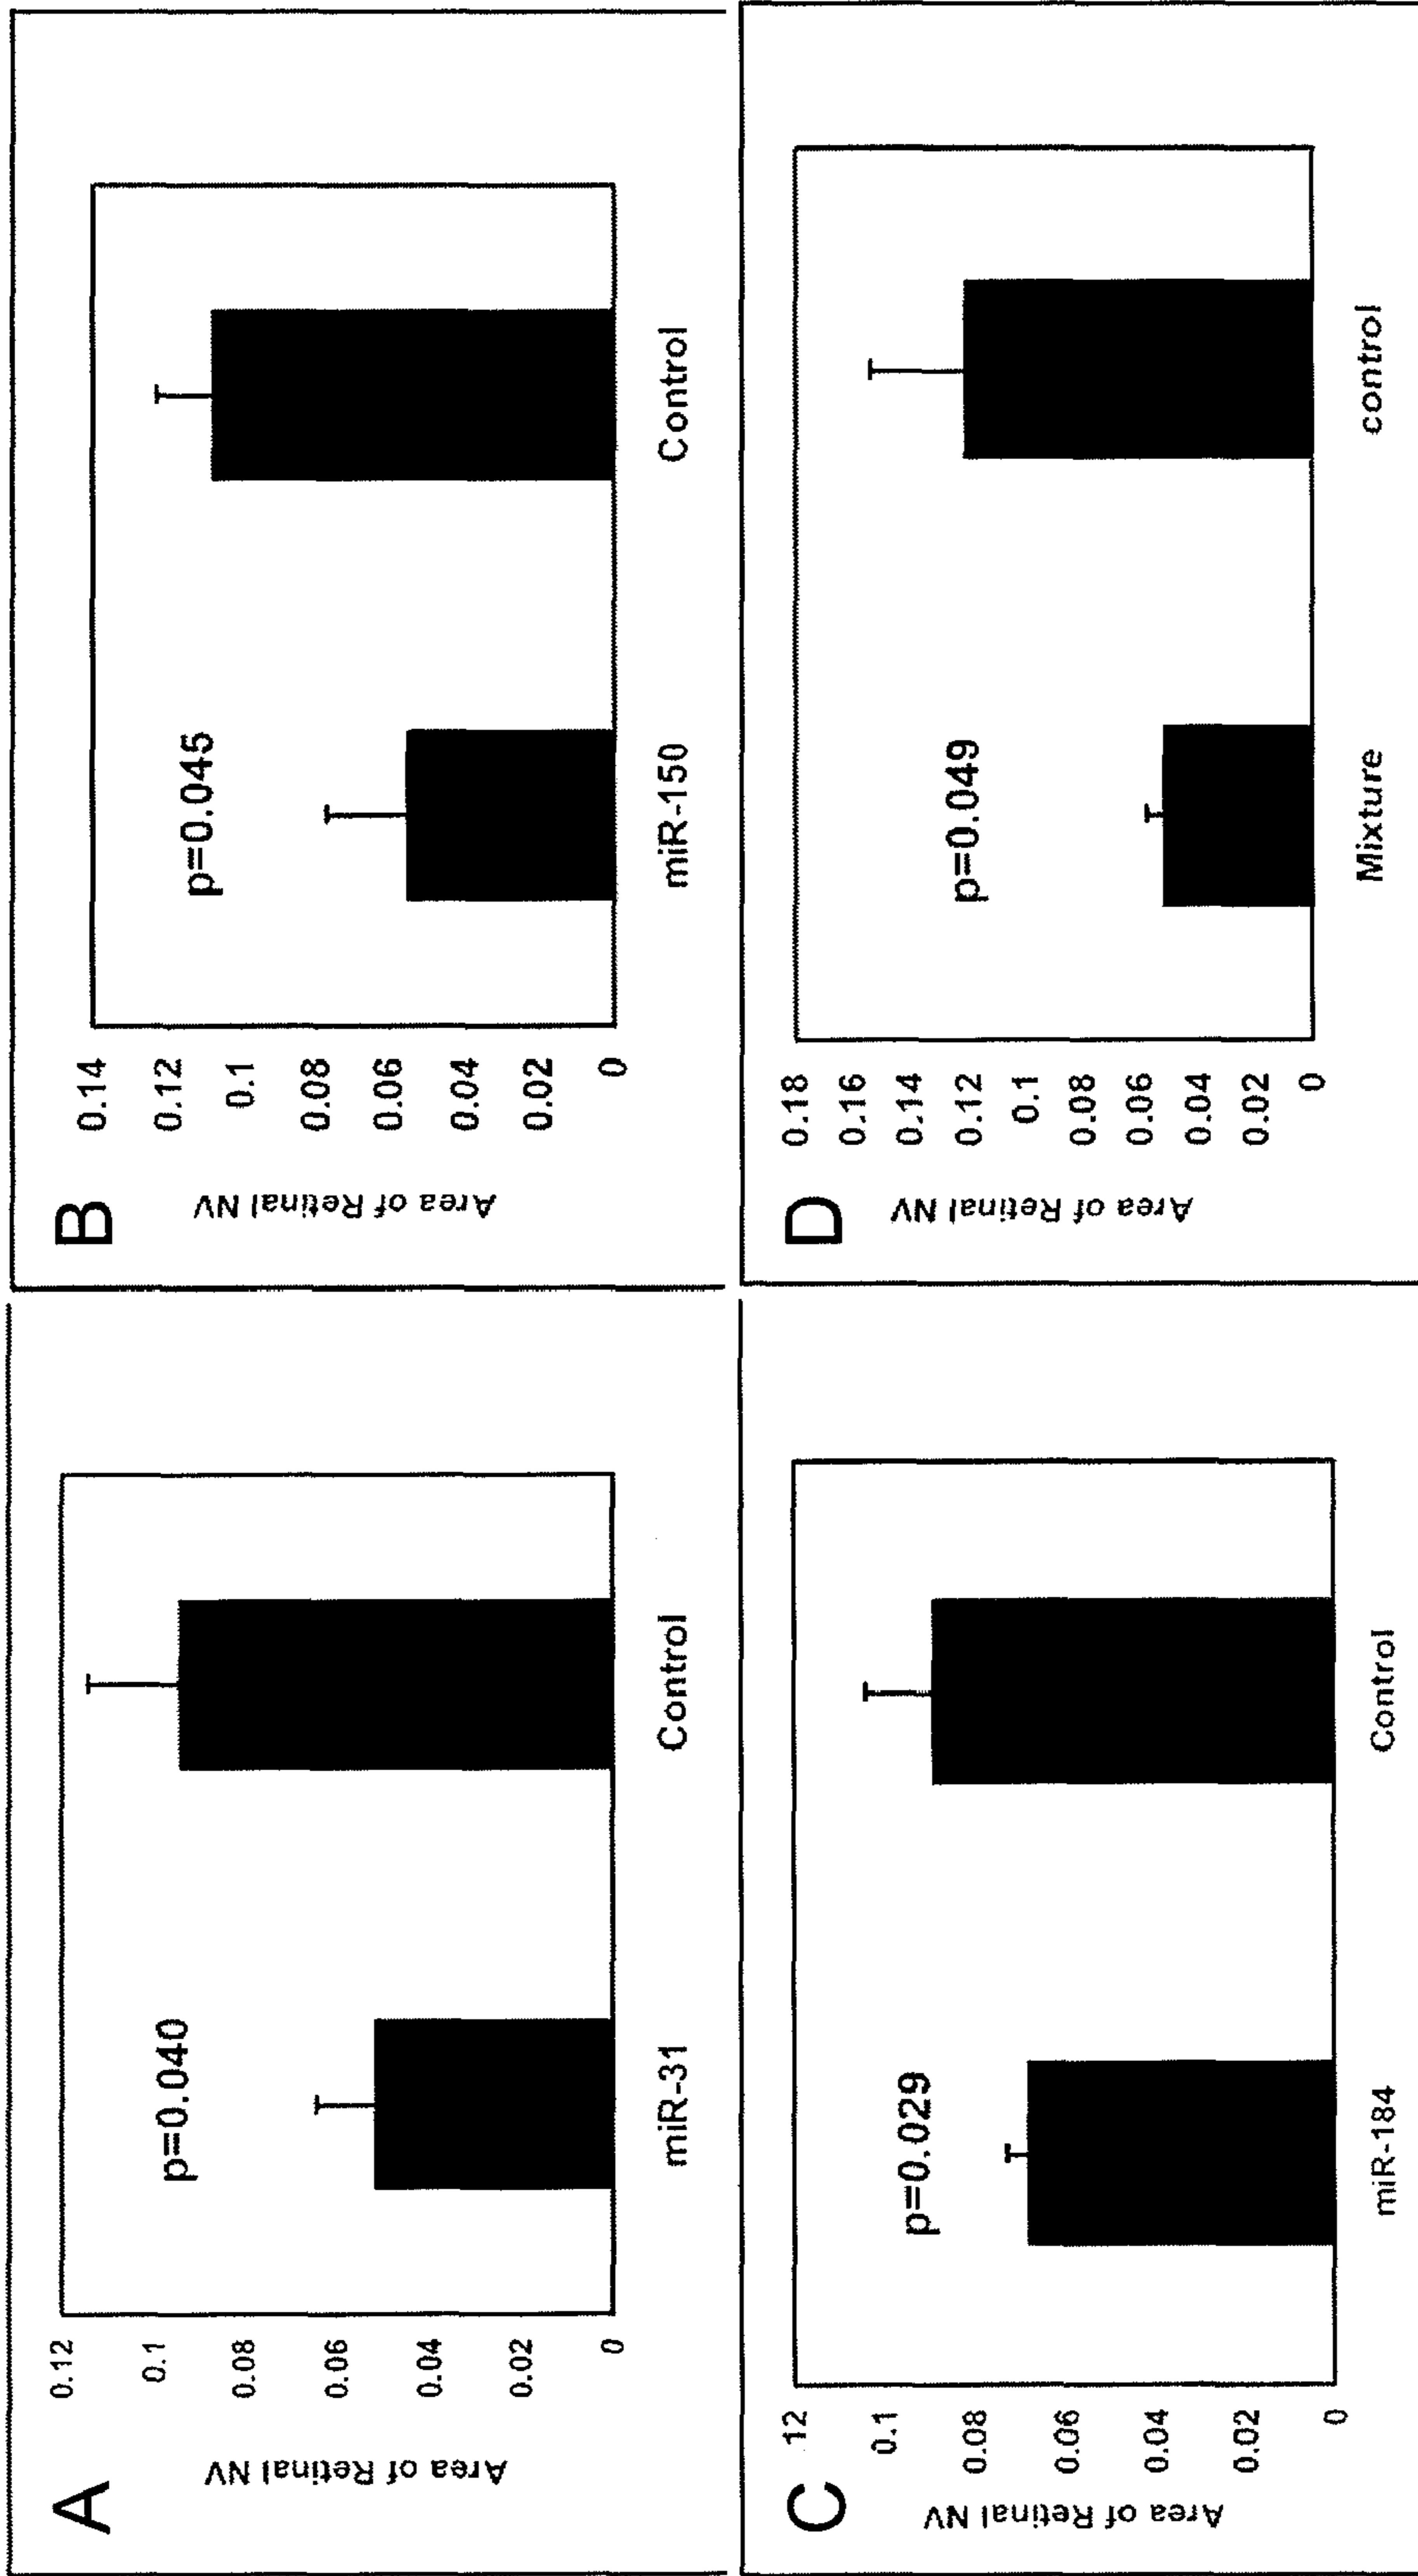 A
Area of Retinal NV
0.12
0.1
0.08
0.06
0.04
0.02
0
p=0.040
miR-31
Control
B
Area of Retinal NV
0.14
0.12
0.1
0.08
0.06
0.04
0.02
0
p=0.045
miR-150
Control
C
Area of Retinal NV
12
0.1
0.08
0.06
0.04
0.02
0
p=0.029
miR-184
Control
D
Area of Retinal NV
0.18
0.16
0.14
0.12
0.1
0.08
0.06
0.04
0.02
0
p=0.049
Mixture
control